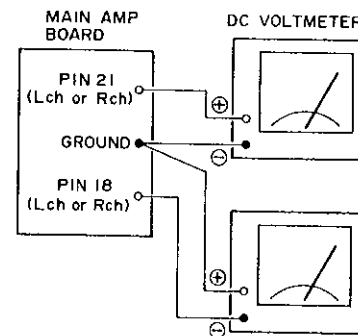 MAIN AMP
BOARD
DC VOLTMETER
PIN 21
(Lch or Rch)
⊕
GROUND
⊖
PIN 18
(Lch or Rch)
⊕
⊖